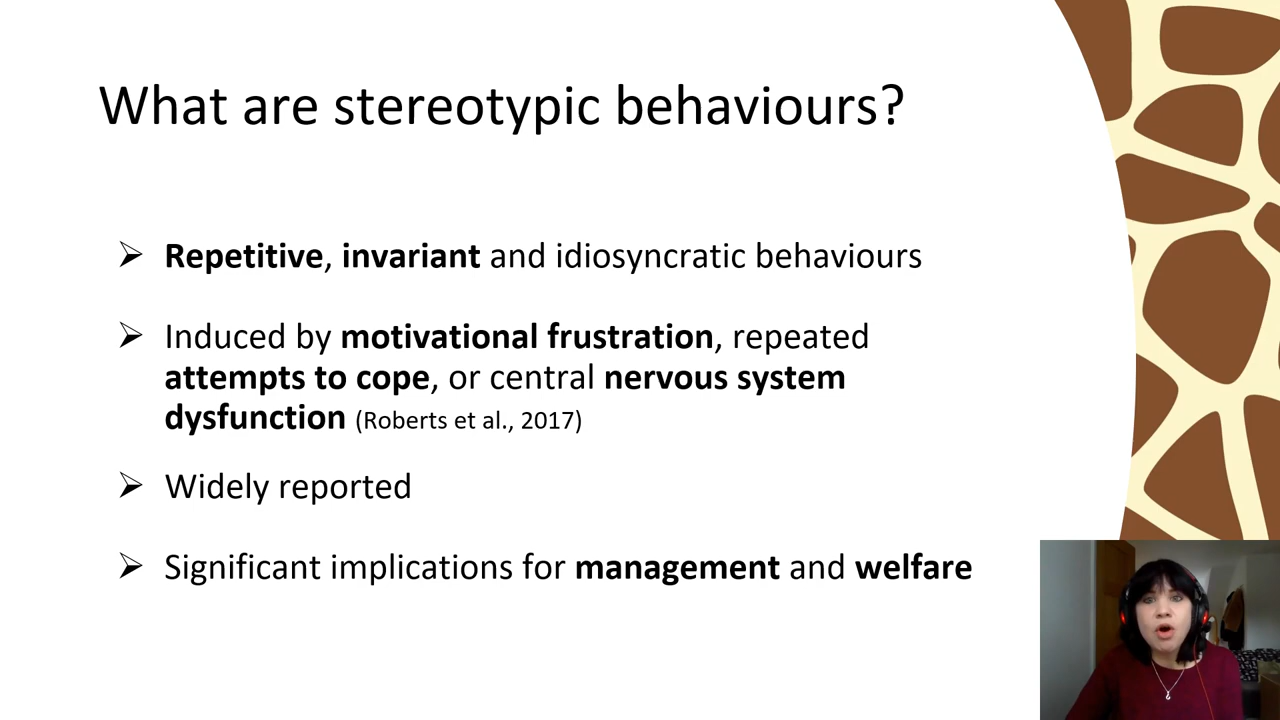 What are stereotypic behaviours?
➢ Repetitive, invariant and idiosyncratic behaviours
➢ Induced by motivational frustration, repeated
attempts to cope, or central nervous system
dysfunction (Roberts et al., 2017)
➢ Widely reported
➢ Significant implications for management and welfare